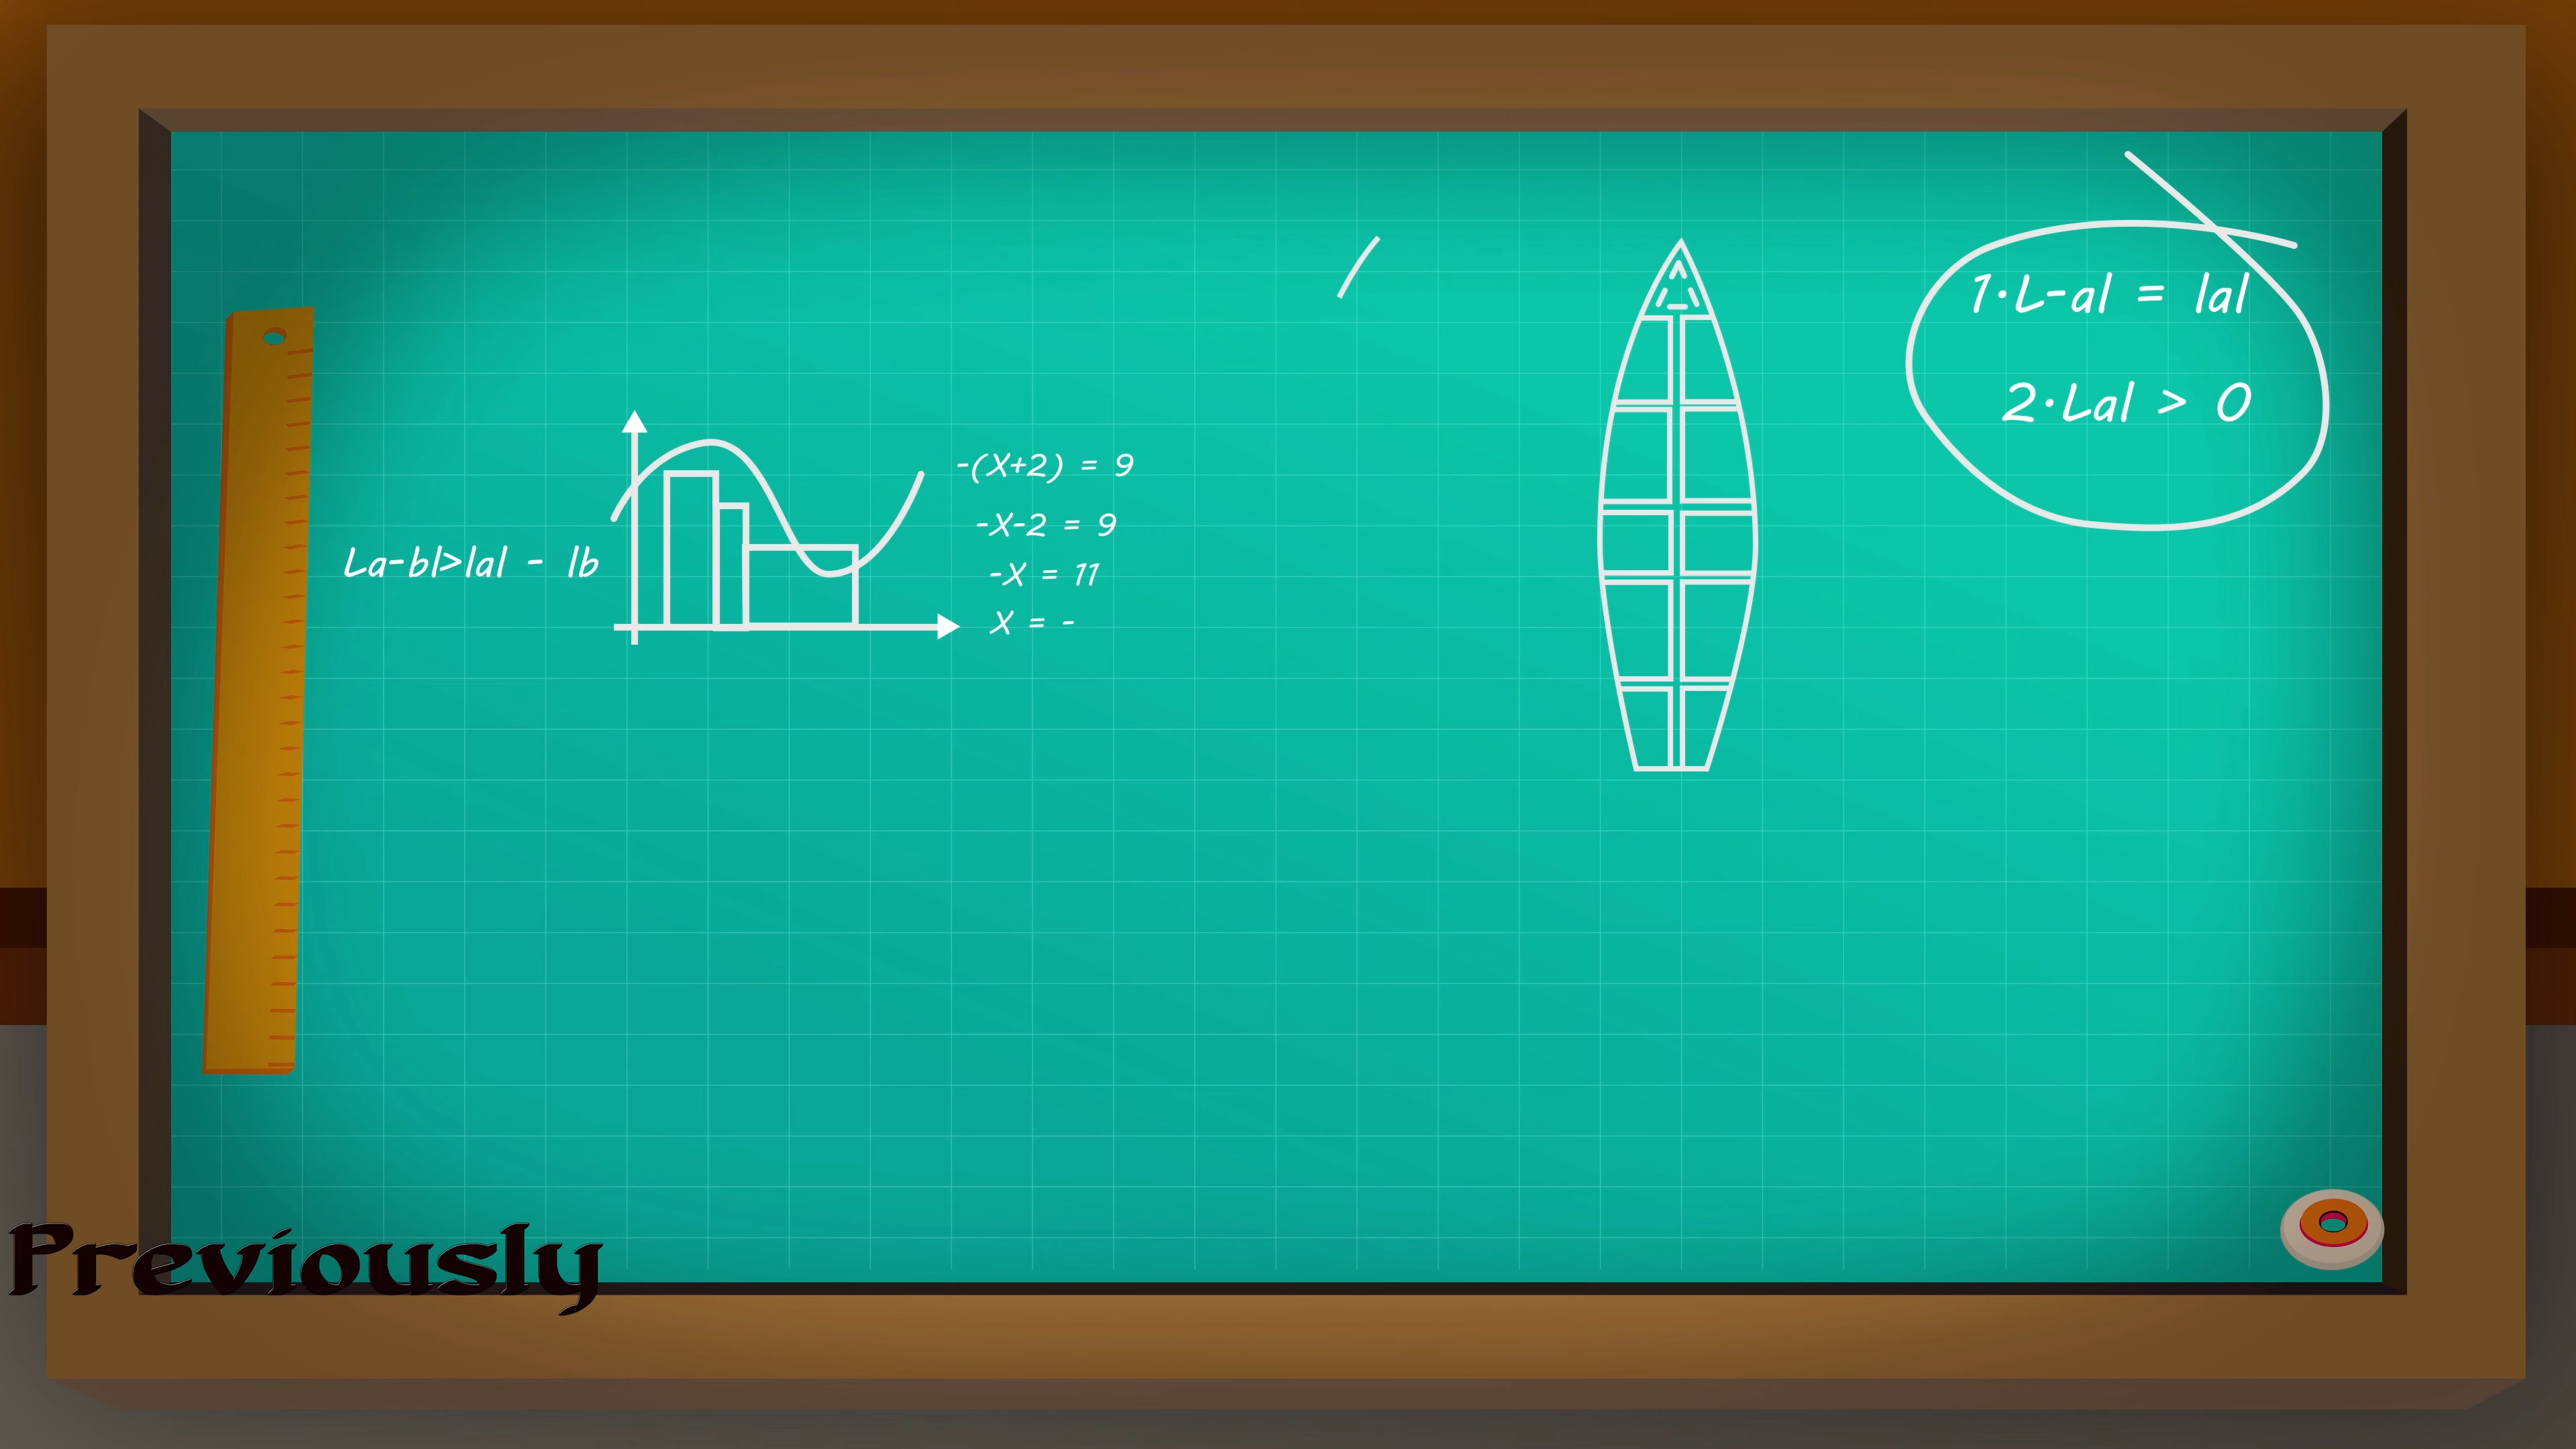 La-bl>lal - lb
-(X+2) = 9
-X-2 = 9
-X = 11
X = -
1·L-al = lal
2·Lal > 0
Previously